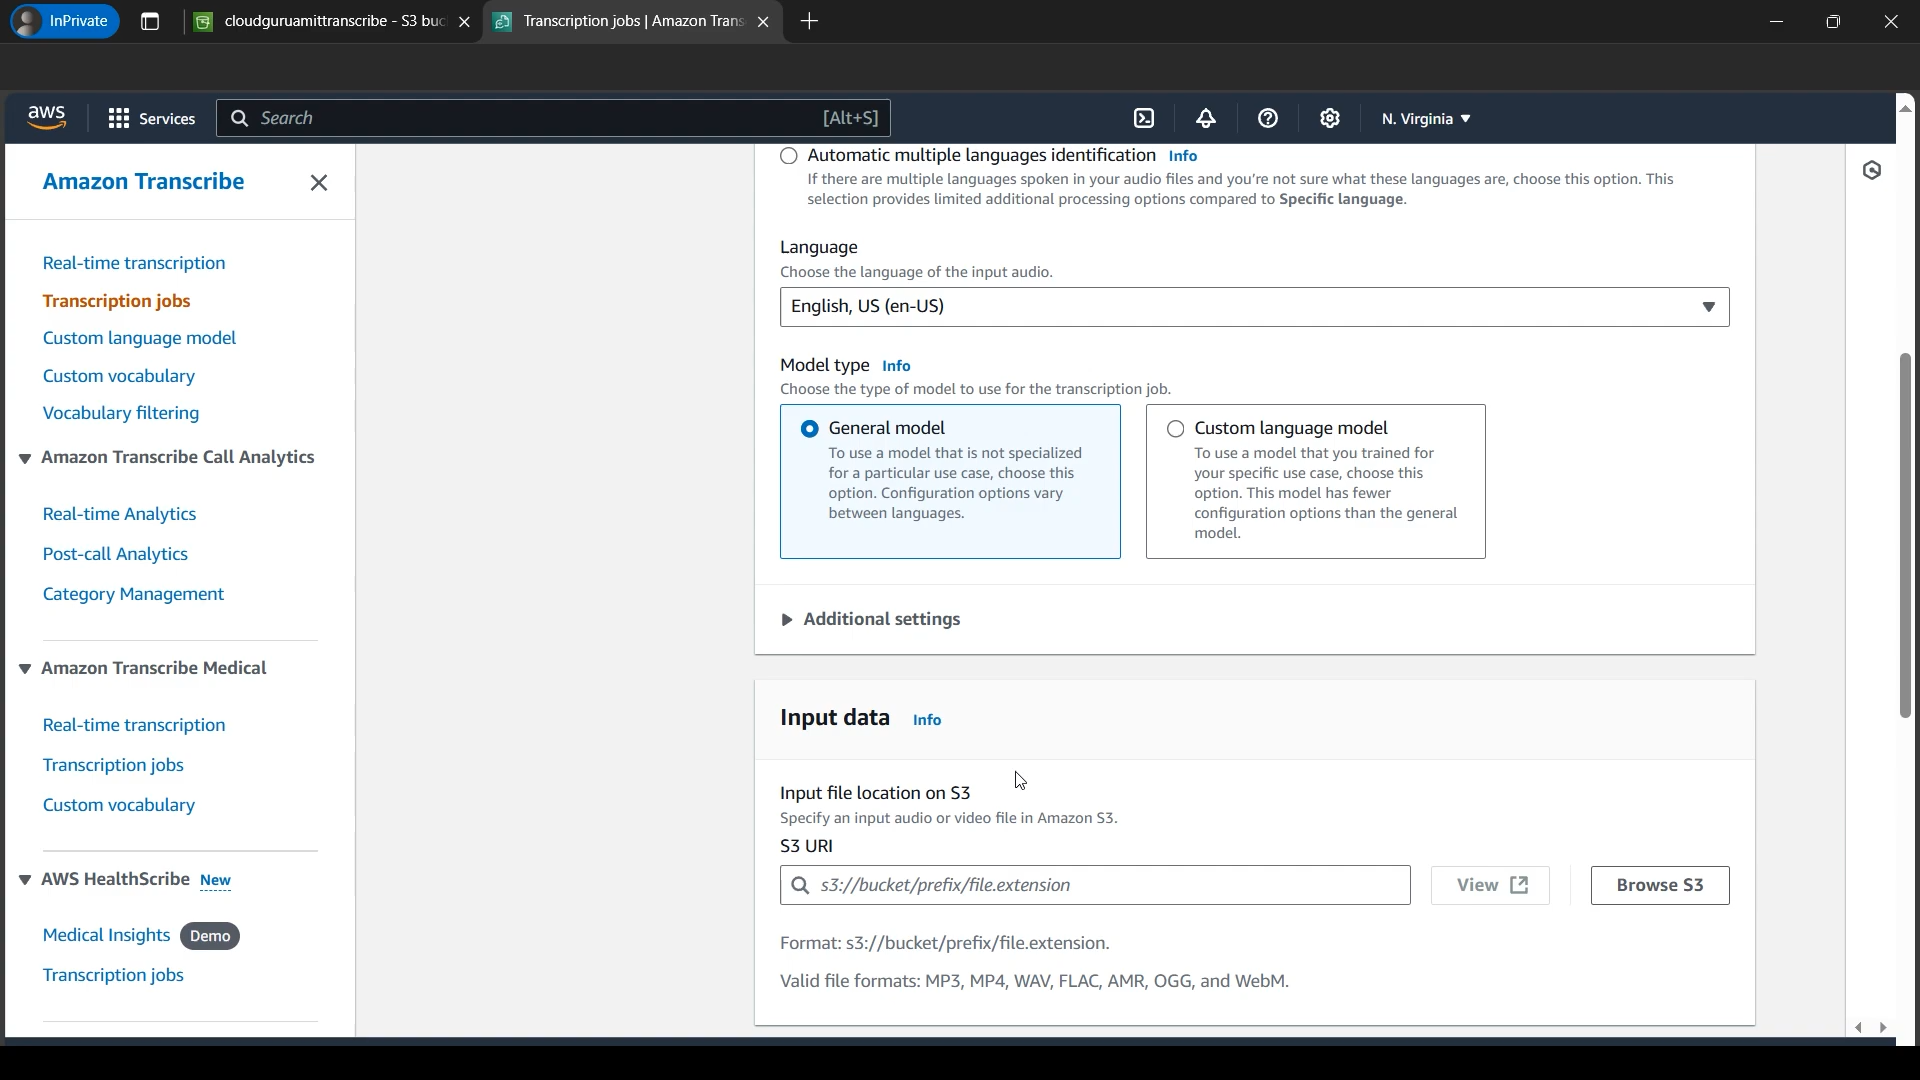 InPrivate
cloudguruamittranscribe - S3 buc
Transcription jobs | Amazon Trans
aws
Services
Search
[Alt+S]
N. Virginia
Amazon Transcribe
Real-time transcription
Transcription jobs
Custom language model
Custom vocabulary
Vocabulary filtering
Amazon Transcribe Call Analytics
Real-time Analytics
Post-call Analytics
Category Management
Amazon Transcribe Medical
Real-time transcription
Transcription jobs
Custom vocabulary
AWS HealthScribe New
Medical Insights Demo
Transcription jobs
Automatic multiple languages identification Info
If there are multiple languages spoken in your audio files and you're not sure what these languages are, choose this option. This
selection provides limited additional processing options compared to Specific language.
Language
Choose the language of the input audio.
English, US (en-US)
Model type Info
Choose the type of model to use for the transcription job.
General model
To use a model that is not specialized
for a particular use case, choose this
option. Configuration options vary
between languages.
Custom language model
To use a model that you trained for
your specific use case, choose this
option. This model has fewer
configuration options than the general
model.
Additional settings
Input data Info
Input file location on S3
Specify an input audio or video file in Amazon S3.
S3 URI
s3://bucket/prefix/file.extension
View
Browse S3
Format: s3://bucket/prefix/file.extension.
Valid file formats: MP3, MP4, WAV, FLAC, AMR, OGG, and WebM.